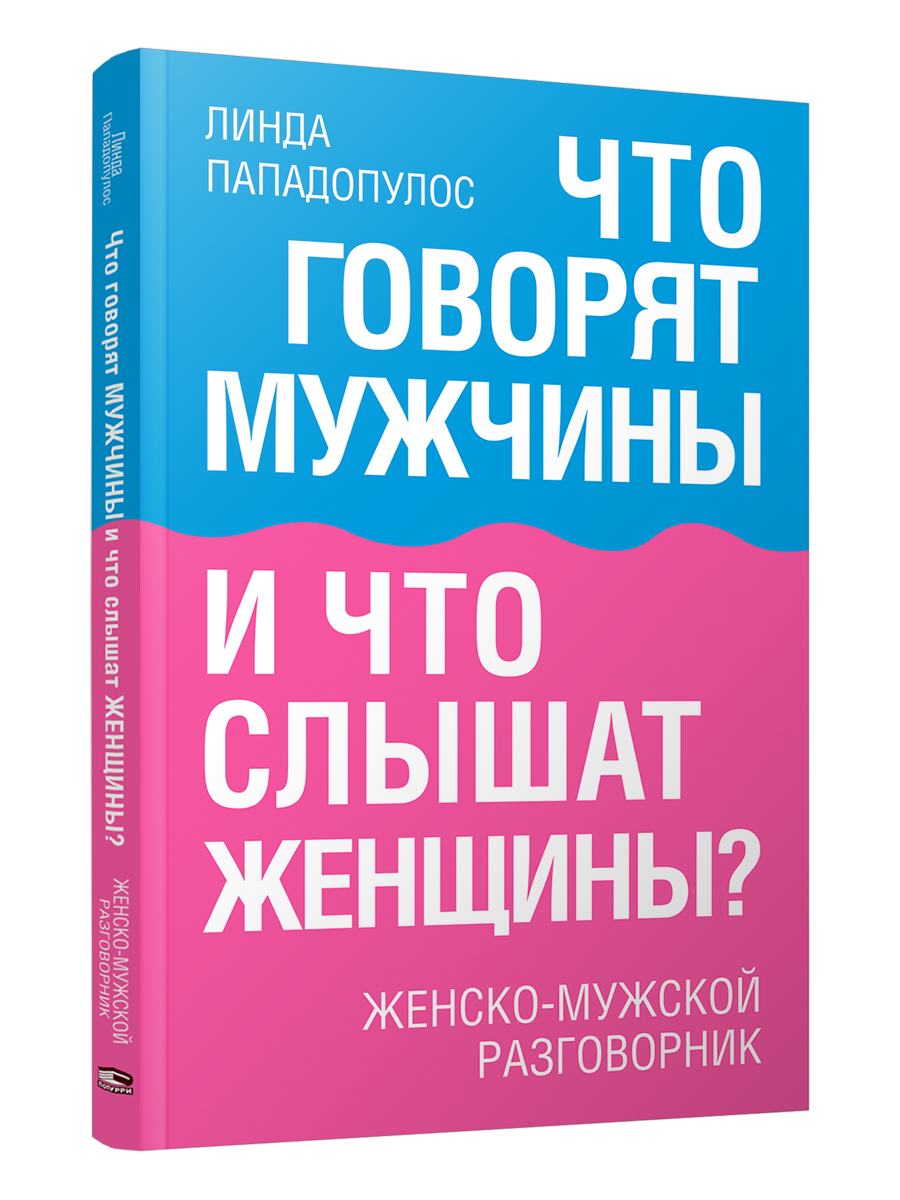 ЛИНДА
ПАПАДОПУЛОС
ЧТО
ГОВОРЯТ
МУЖЧИНЫ
И ЧТО
СЛЫШАТ
ЖЕНЩИНЫ?
ЖЕНСКО-МУЖСКОЙ
РАЗГОВОРНИК
Линда
Пападопулос
Что говорят МУЖЧИНЫ и что слышат ЖЕНЩИНЫ?
ЖЕНСКО-МУЖСКОЙ
РАЗГОВОРНИК
ПОПУРРИ